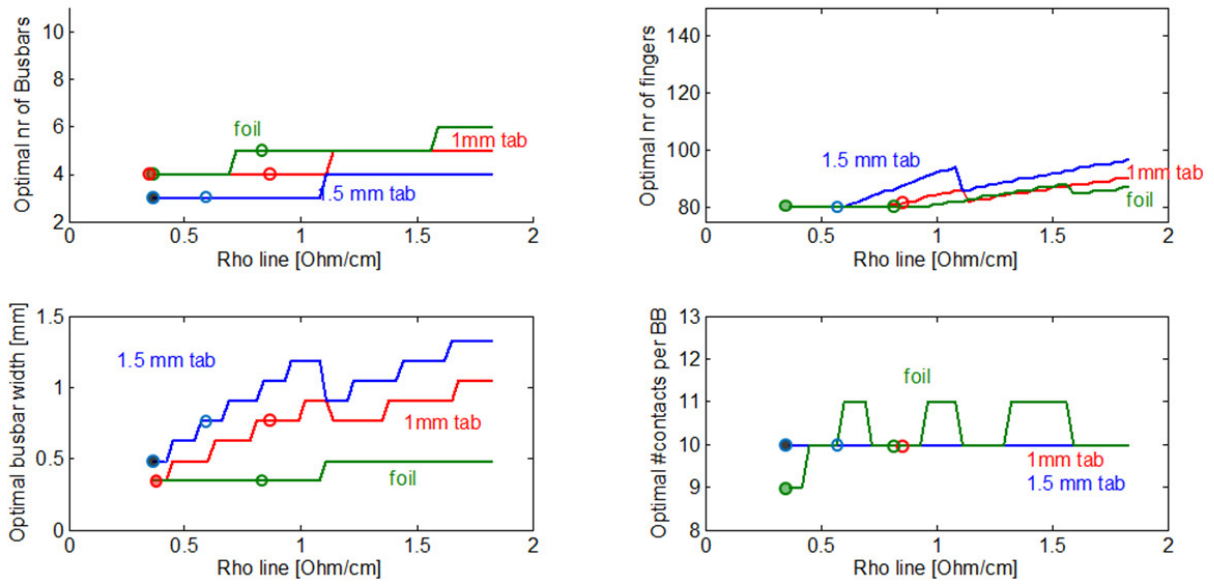 Optimal nr of Busbars
10
8
6
4
2
foil
1mm tab
1.5 mm tab
0
0.5
1
1.5
2
Rho line [Ohm/cm]
Optimal nr of fingers
140
120
100
80
1.5 mm tab
1mm tab
foil
0
0.5
1
1.5
2
Rho line [Ohm/cm]
Optimal busbar width [mm]
1.5
1
0.5
0
1.5 mm tab
1mm tab
foil
0
0.5
1
1.5
2
Rho line [Ohm/cm]
Optimal #contacts per BB
13
12
11
10
9
8
foil
1mm tab
1.5 mm tab
0
0.5
1
1.5
2
Rho line [Ohm/cm]